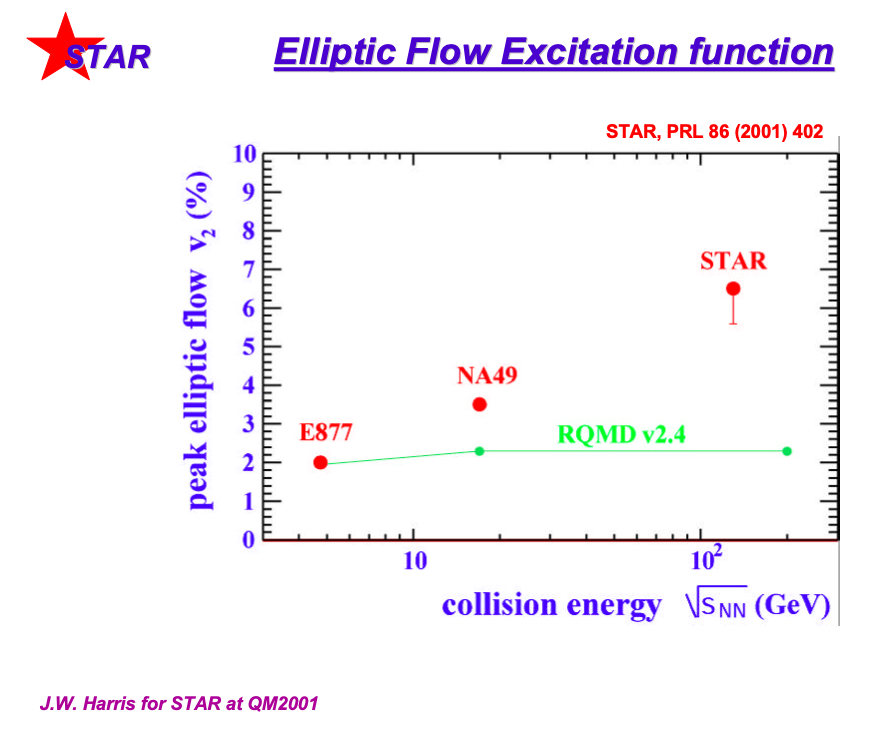 STAR
Elliptic Flow Excitation function
STAR, PRL 86 (2001) 402
10
9
8
7
6
5
4
3
2
1
0
peak elliptic flow v₂ (%)
STAR
NA49
E877
RQMD v2.4
10
10²
collision energy √sNN (GeV)
J.W. Harris for STAR at QM2001